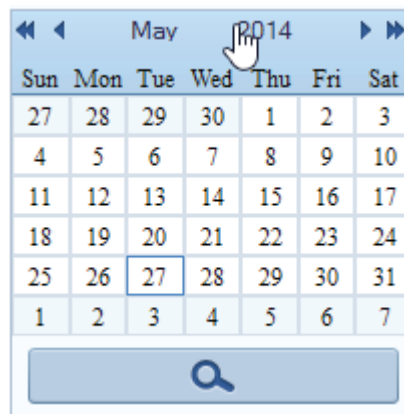 May 2014
Sun Mon Tue Wed Thu Fri Sat
27 28 29 30 1 2 3
4 5 6 7 8 9 10
11 12 13 14 15 16 17
18 19 20 21 22 23 24
25 26 27 28 29 30 31
1 2 3 4 5 6 7